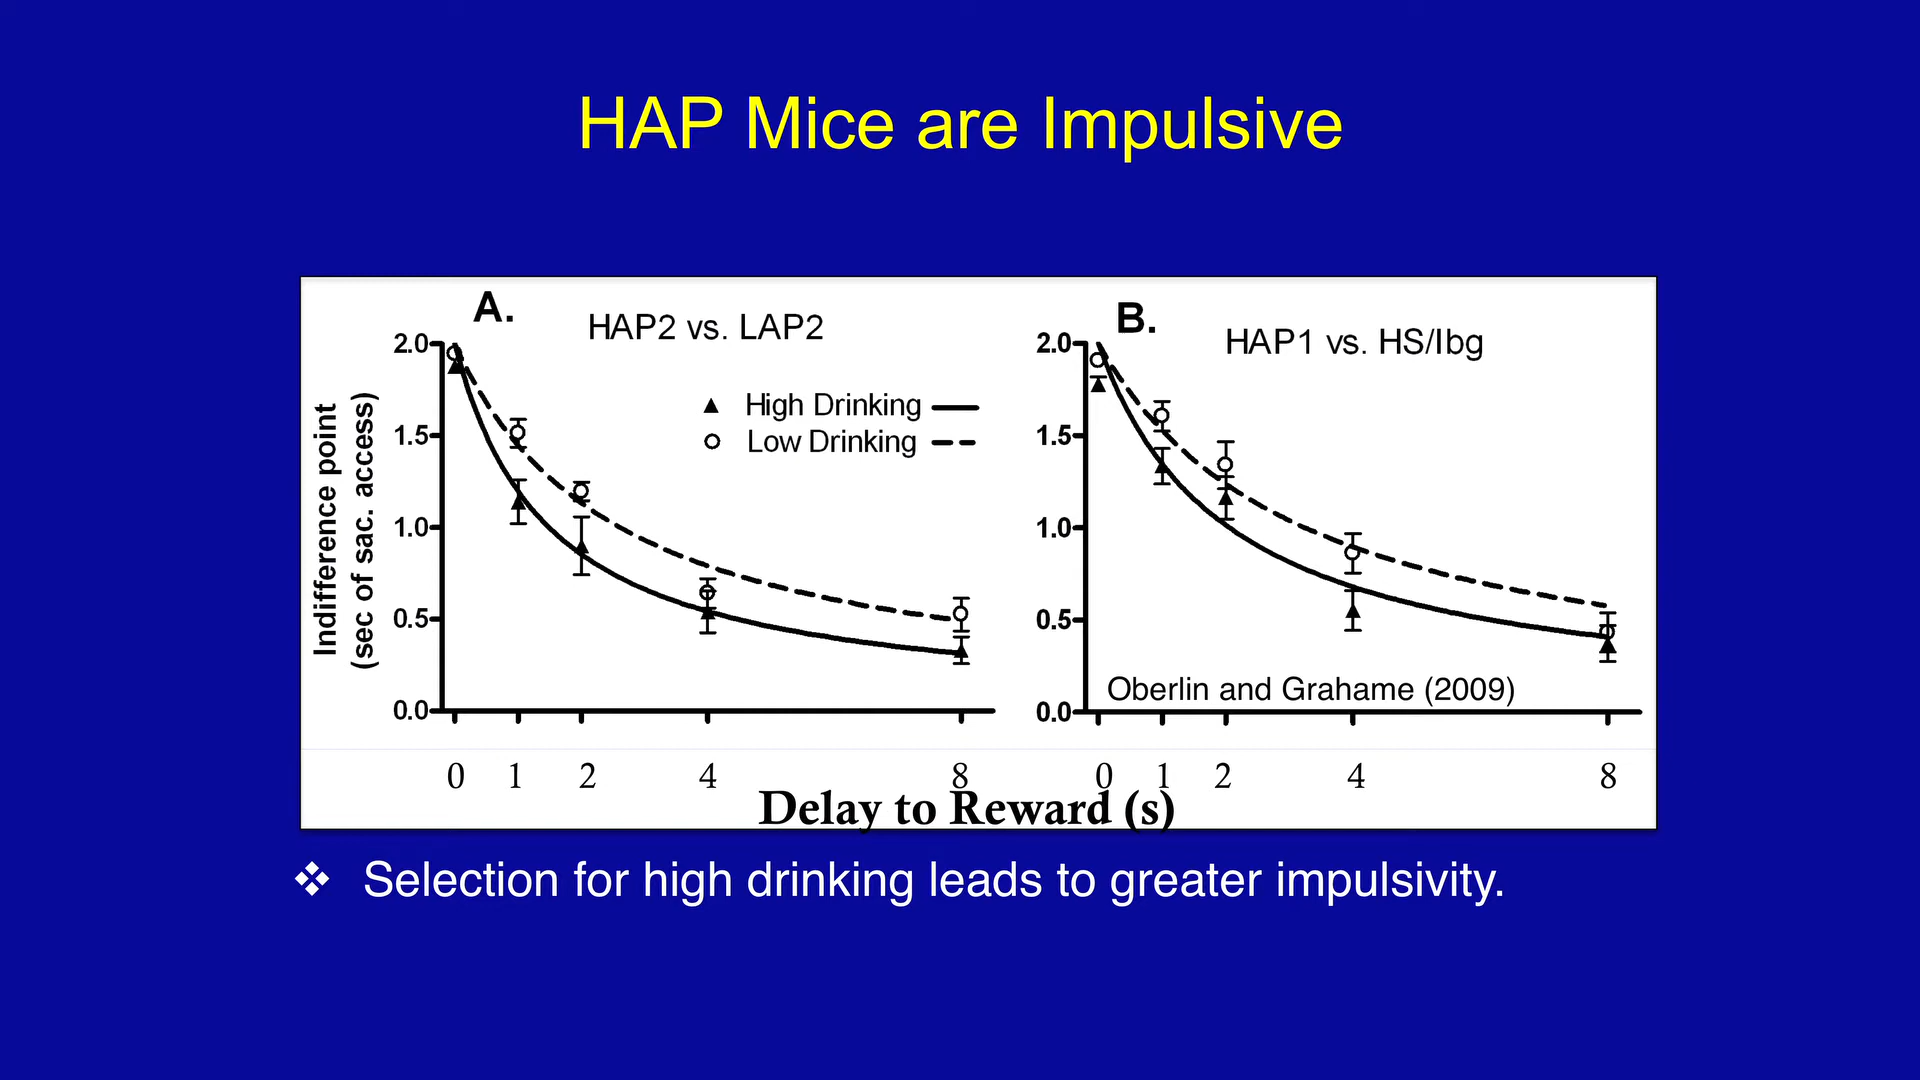 HAP Mice are Impulsive
A.
HAP2 vs. LAP2
High Drinking
Low Drinking
Indifference point
(sec of sac. access)
2.0
1.5
1.0
0.5
0.0
0 1 2 4 8
B.
HAP1 vs. HS/Ibg
2.0
1.5
1.0
0.5
0.0
Oberlin and Grahame (2009)
0 1 2 4 8
Delay to Reward (s)
❖ Selection for high drinking leads to greater impulsivity.